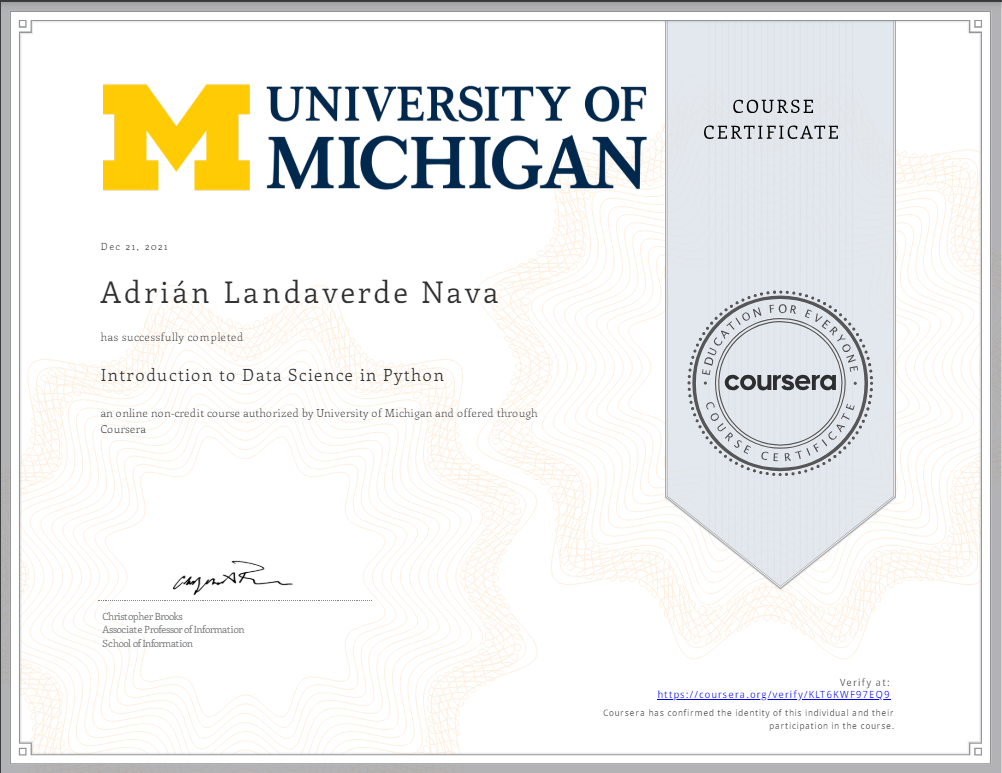 UNIVERSITY OF
MICHIGAN
COURSE
CERTIFICATE
Dec 21, 2021
Adrián Landaverde Nava
has successfully completed
Introduction to Data Science in Python
an online non-credit course authorized by University of Michigan and offered through
Coursera
EDUCATION FOR EVERYONE
coursera
COURSE CERTIFICATE
Christopher Brooks
Associate Professor of Information
School of Information
Verify at:
https://coursera.org/verify/KLT6KWF97EQ9
Coursera has confirmed the identity of this individual and their
participation in the course.